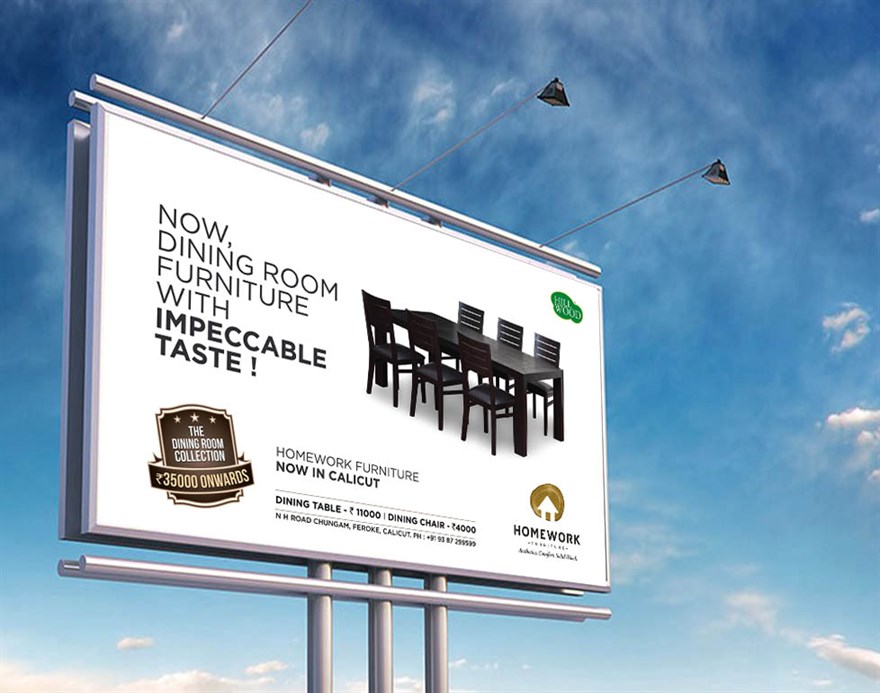 NOW,
DINING ROOM
FURNITURE
WITH
IMPECCABLE
TASTE !
HILL
WOOD
THE
DINING ROOM
COLLECTION
₹35000 ONWARDS
HOMEWORK FURNITURE
NOW IN CALICUT
DINING TABLE - ₹ 11000 | DINING CHAIR - ₹4000
N H ROAD CHUNGAM, FEROKE, CALICUT. PH : +91 93 87 299599
HOMEWORK
FURNITURE